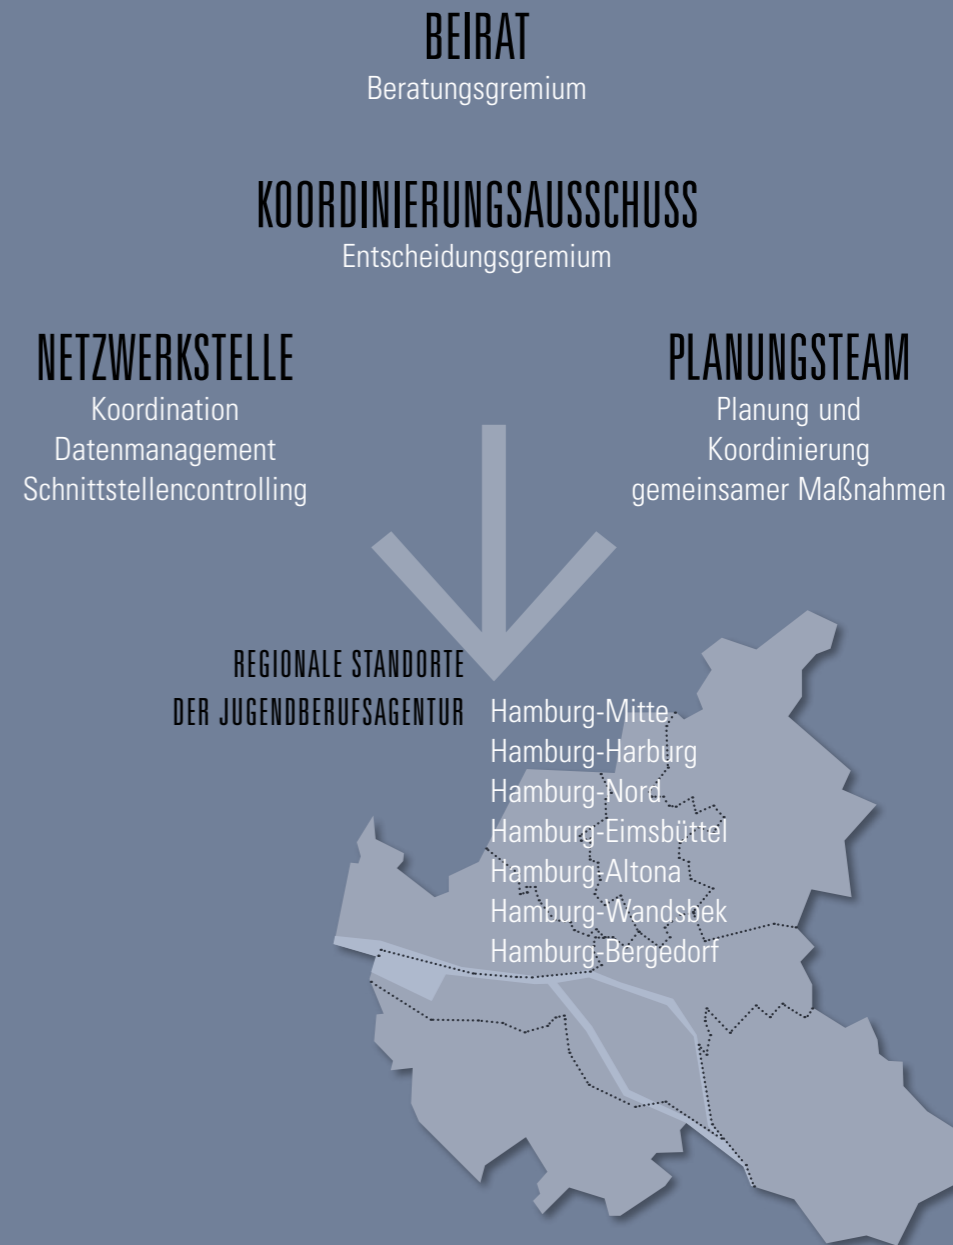 BEIRAT
Beratungsgremium
KOORDINIERUNGSAUSSCHUSS
Entscheidungsgremium
NETZWERKSTELLE
Koordination
Datenmanagement
Schnittstellencontrolling
PLANUNGSTEAM
Planung und
Koordinierung
gemeinsamer Maßnahmen
REGIONALE STANDORTE
DER JUGENDBERUFSAGENTUR
Hamburg-Mitte
Hamburg-Harburg
Hamburg-Nord
Hamburg-Eimsbüttel
Hamburg-Altona
Hamburg-Wandsbek
Hamburg-Bergedorf